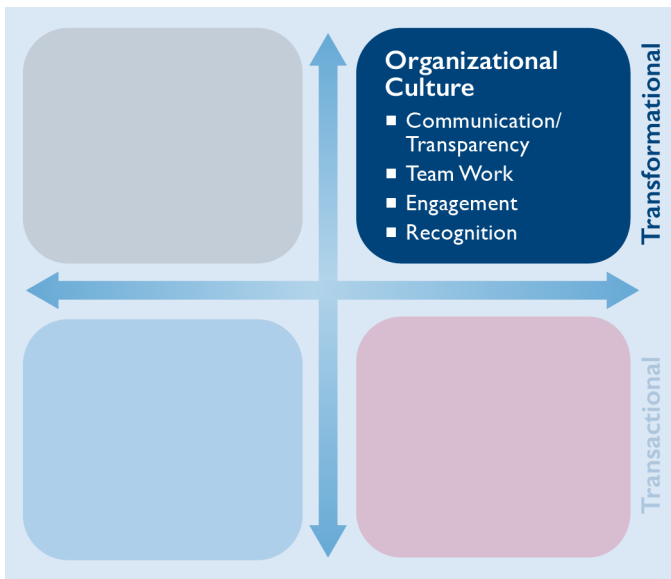 Organizational
Culture
■ Communication/
Transparency
■ Team Work
■ Engagement
■ Recognition
Transformational
Transactional